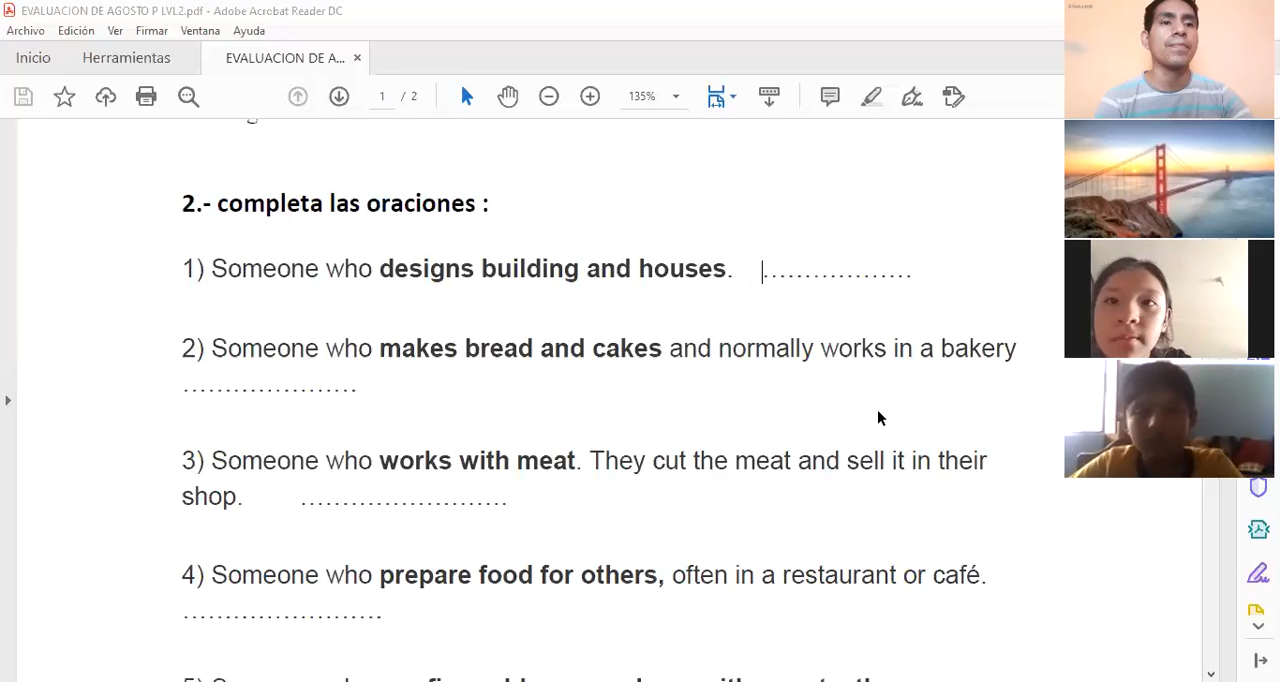 EVALUACION DE AGOSTO P LVL2.pdf - Adobe Acrobat Reader DC
Archivo Edición Ver Firmar Ventana Ayuda
Inicio Herramientas EVALUACION DE A... ×
1 / 2 135%
2.- completa las oraciones :
1) Someone who designs building and houses. ..................
2) Someone who makes bread and cakes and normally works in a bakery
.....................
3) Someone who works with meat. They cut the meat and sell it in their
shop. .........................
4) Someone who prepare food for others, often in a restaurant or café.
........................